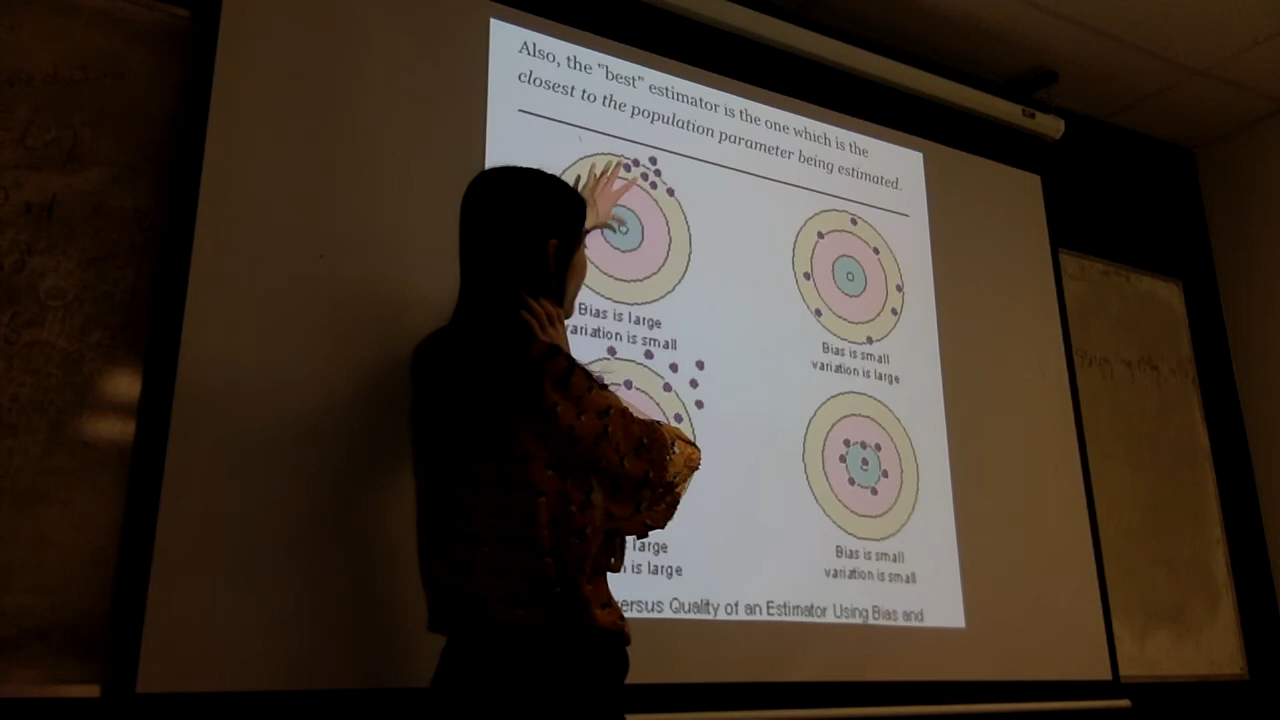 Also, the "best" estimator is the one which is the
closest to the population parameter being estimated.
Bias is large
variation is small
Bias is small
variation is large
large
is large
Bias is small
variation is small
ersus Quality of an Estimator Using Bias and